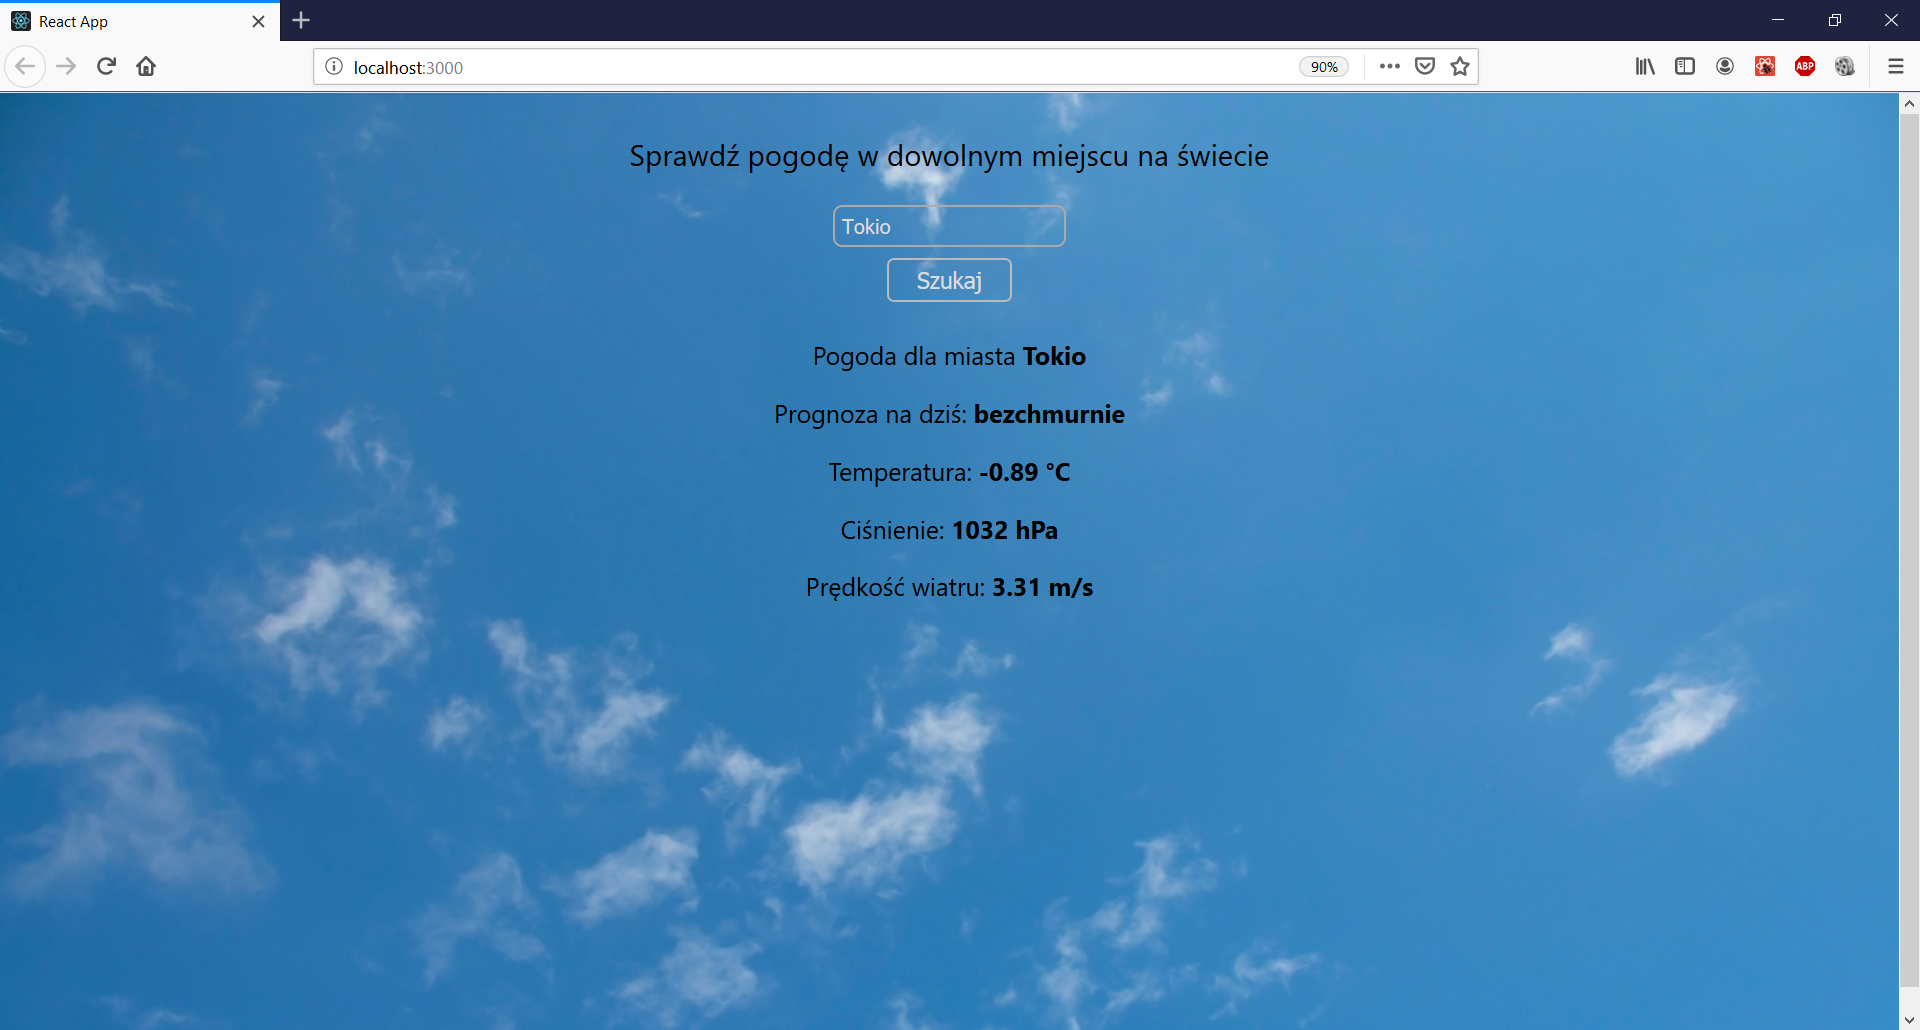 React App
localhost:3000
90%
ABP
Sprawdź pogodę w dowolnym miejscu na świecie
Tokio
Szukaj
Pogoda dla miasta Tokio
Prognoza na dziś: bezchmurnie
Temperatura: -0.89 °C
Ciśnienie: 1032 hPa
Prędkość wiatru: 3.31 m/s